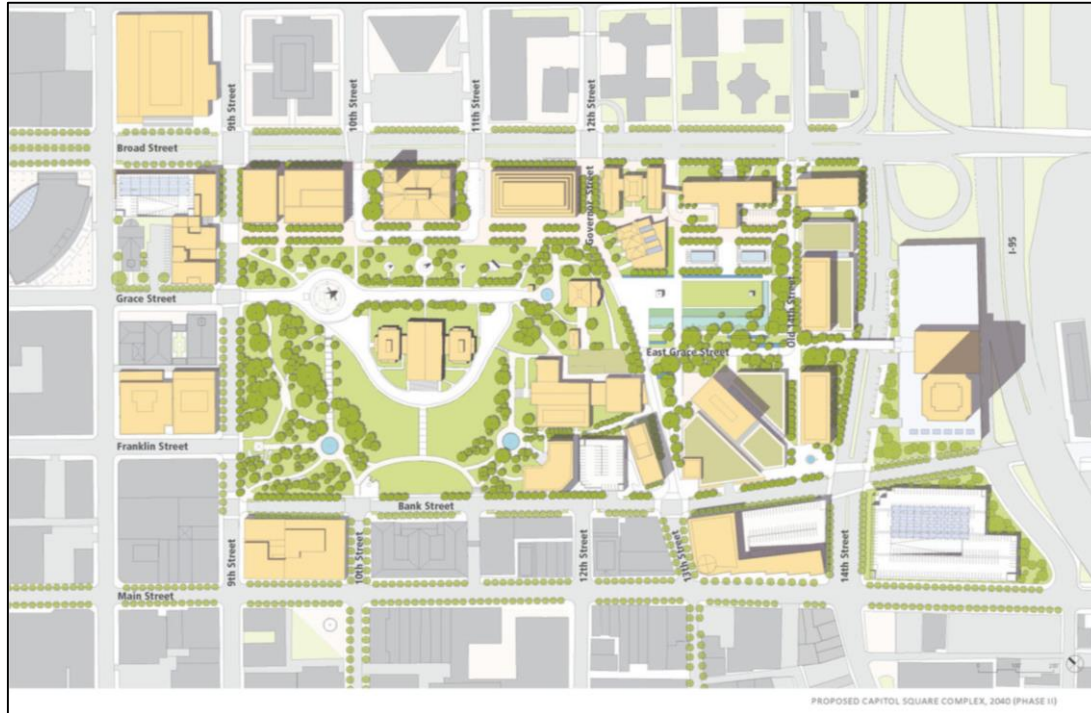 9th Street
10th Street
11th Street
12th Street
Broad Street
Governor Street
I-95
Grace Street
Old 14th Street
East Grace Street
Franklin Street
Bank Street
9th Street
10th Street
12th Street
13th Street
14th Street
Main Street
PROPOSED CAPITOL SQUARE COMPLEX, 2040 (PHASE II)